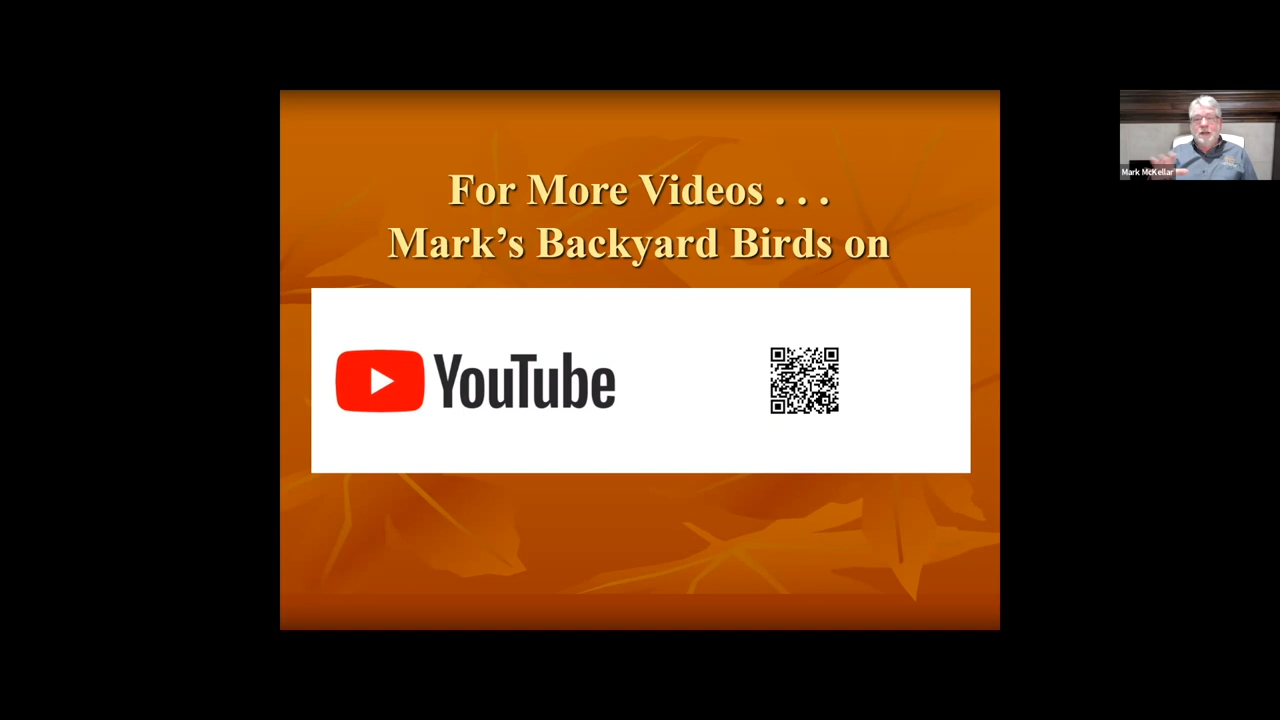 For More Videos . . .
Mark’s Backyard Birds on
YouTube
Mark McKellar